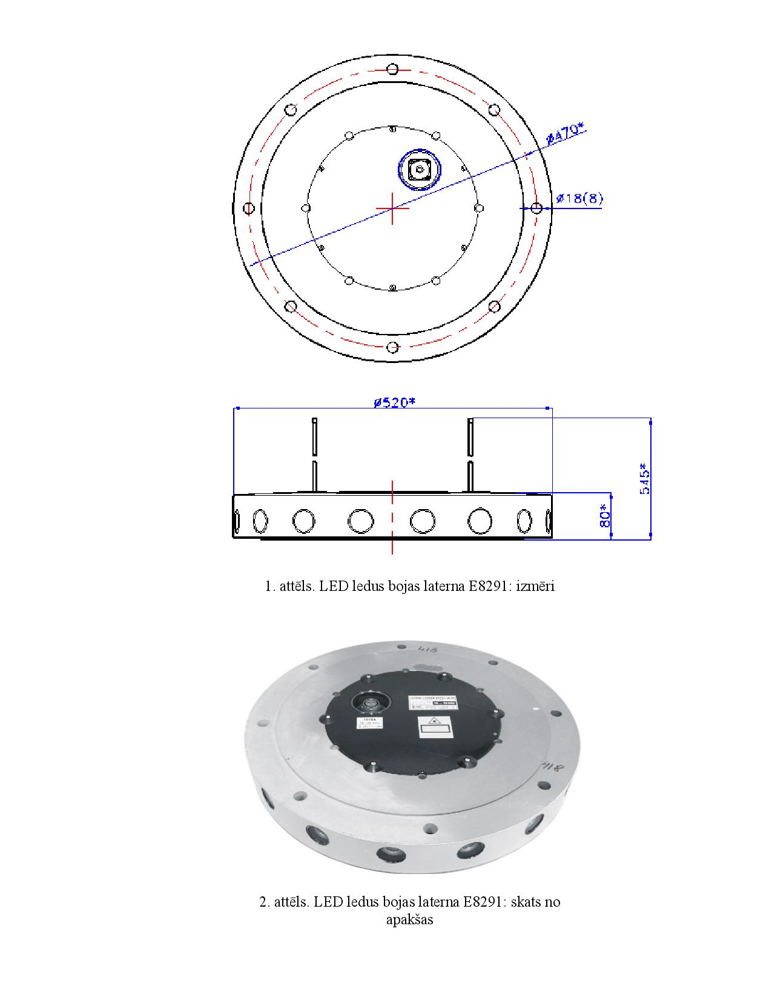 Ø470*
Ø18(8)
Ø520*
545*
80*
1. attēls. LED ledus bojas laterna E8291: izmēri
418
418
2. attēls. LED ledus bojas laterna E8291: skats no
apakšas